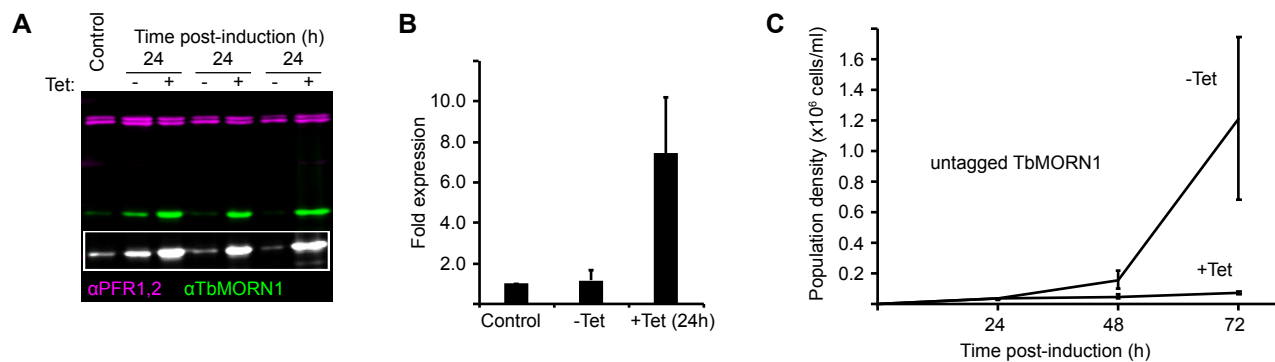 A
Control
Time post-induction (h)
24 24 24
Tet: - + - + - +
αPFR1,2 αTbMORN1
B
Fold expression
10.0
8.0
6.0
4.0
2.0
Control -Tet +Tet (24h)
C
Population density (x10⁶ cells/ml)
1.8
1.6
1.4
1.2
1.0
0.8
0.6
0.4
0.2
-Tet
untagged TbMORN1
+Tet
24 48 72
Time post-induction (h)